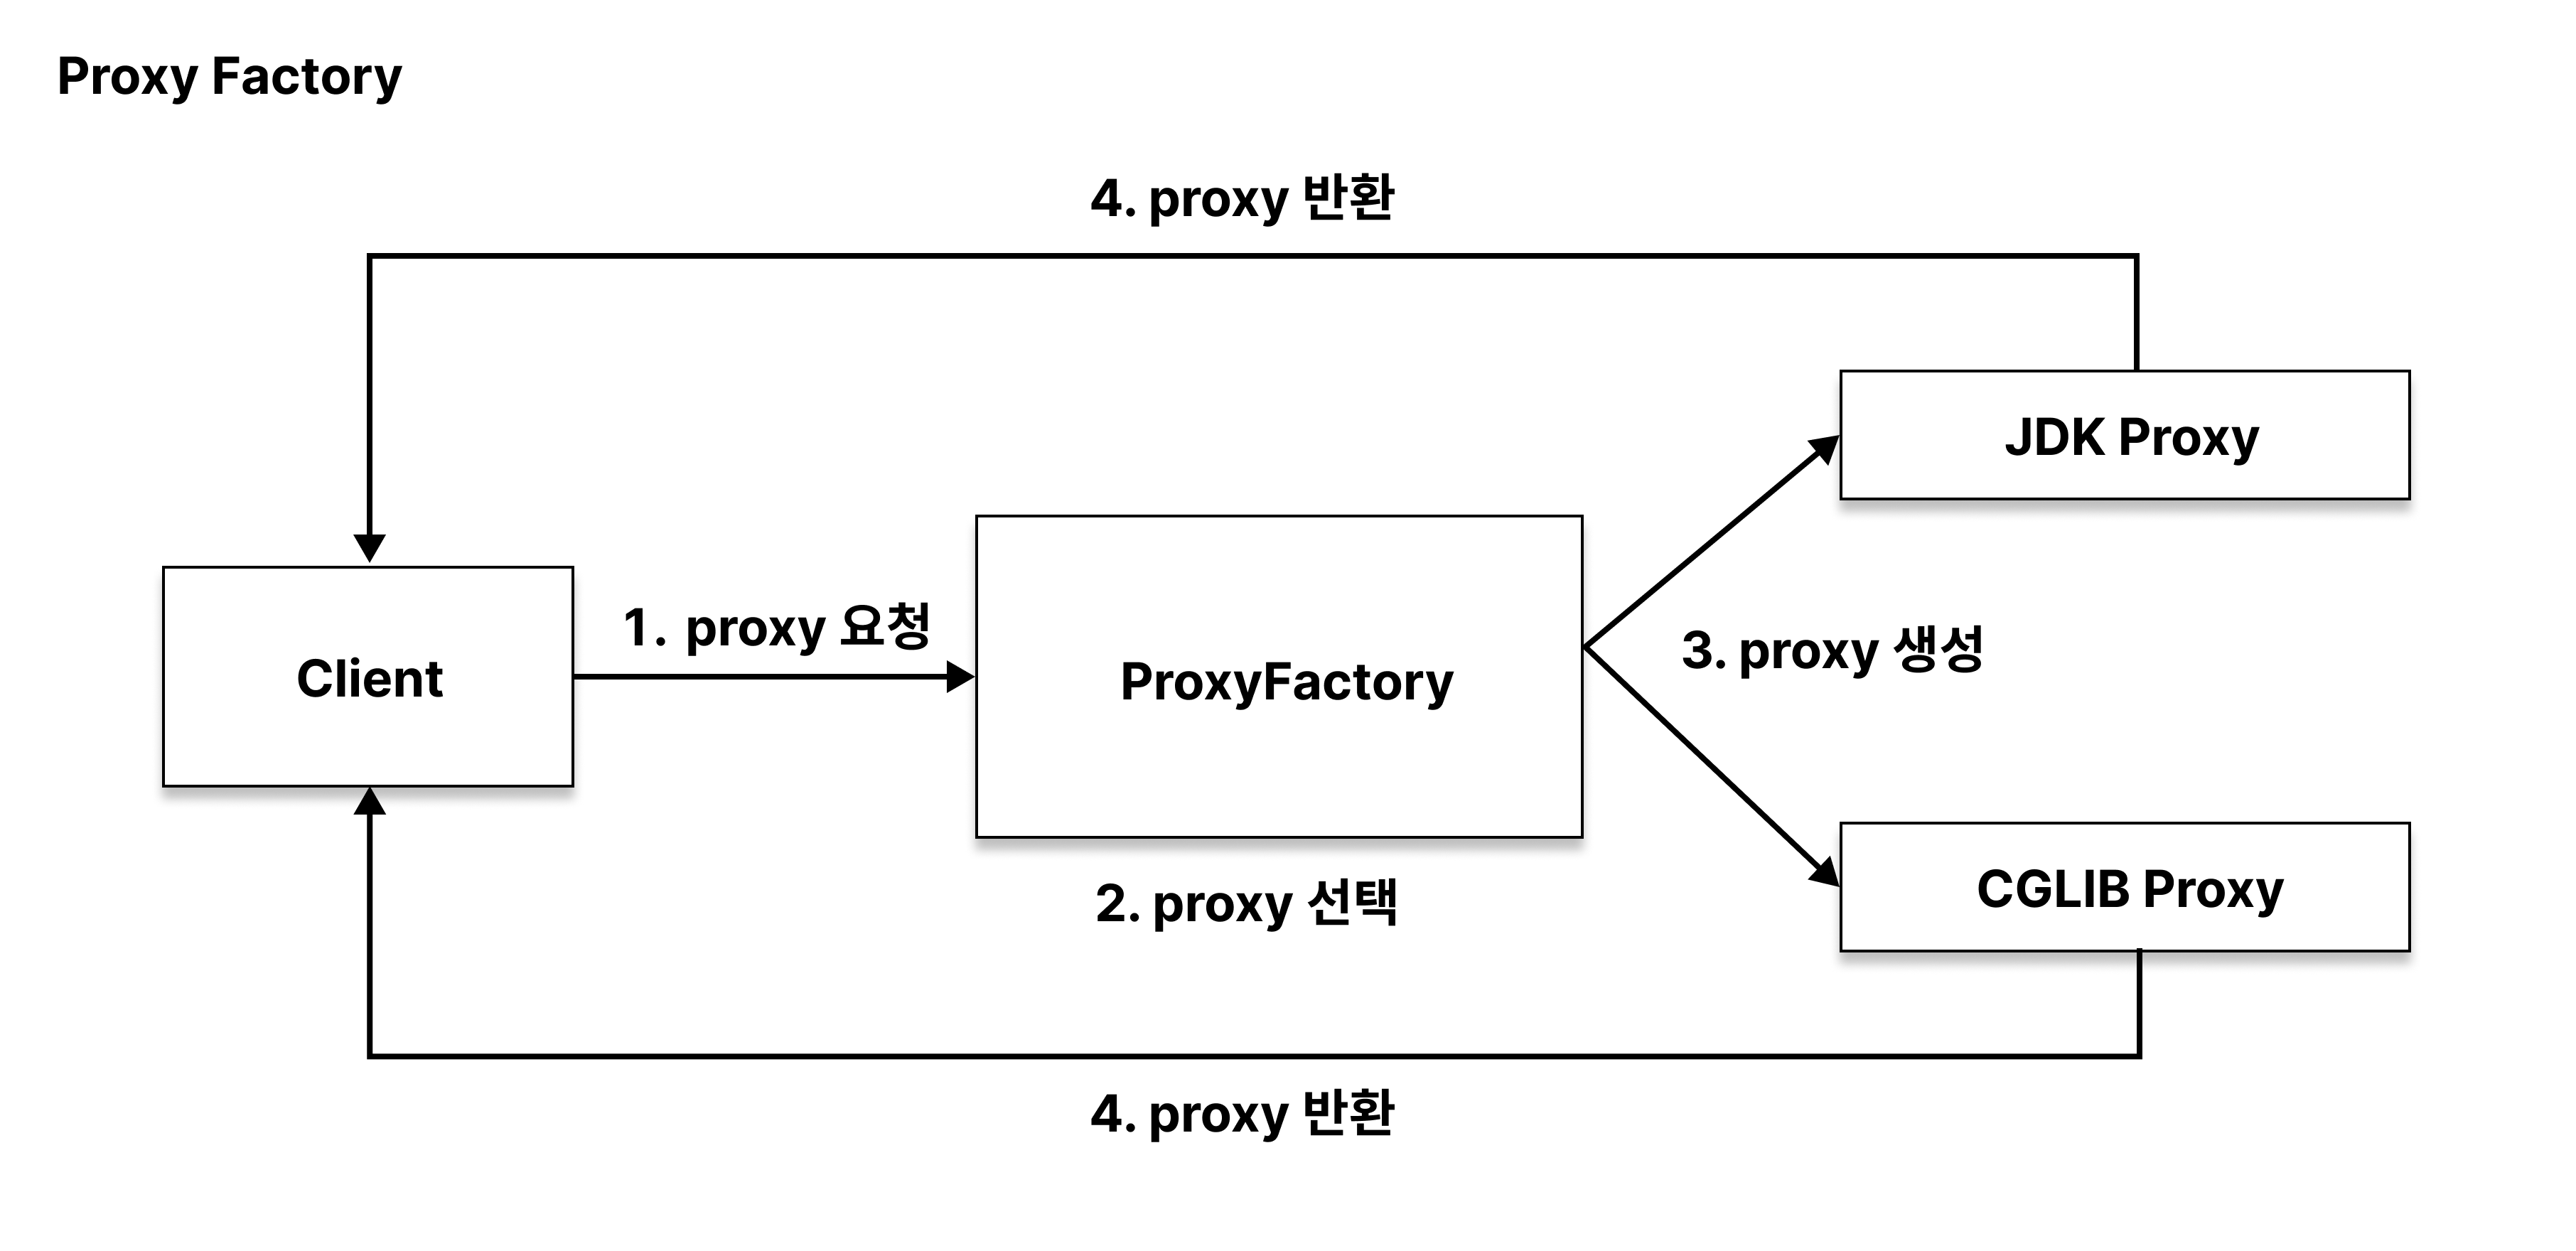 Proxy Factory
4. proxy 반환
JDK Proxy
Client
1. proxy 요청
ProxyFactory
3. proxy 생성
2. proxy 선택
CGLIB Proxy
4. proxy 반환